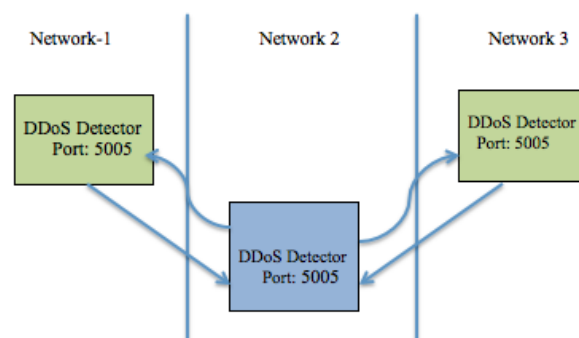 Network-1
Network 2
Network 3
DDoS Detector
Port: 5005
DDoS Detector
Port: 5005
DDoS Detector
Port: 5005